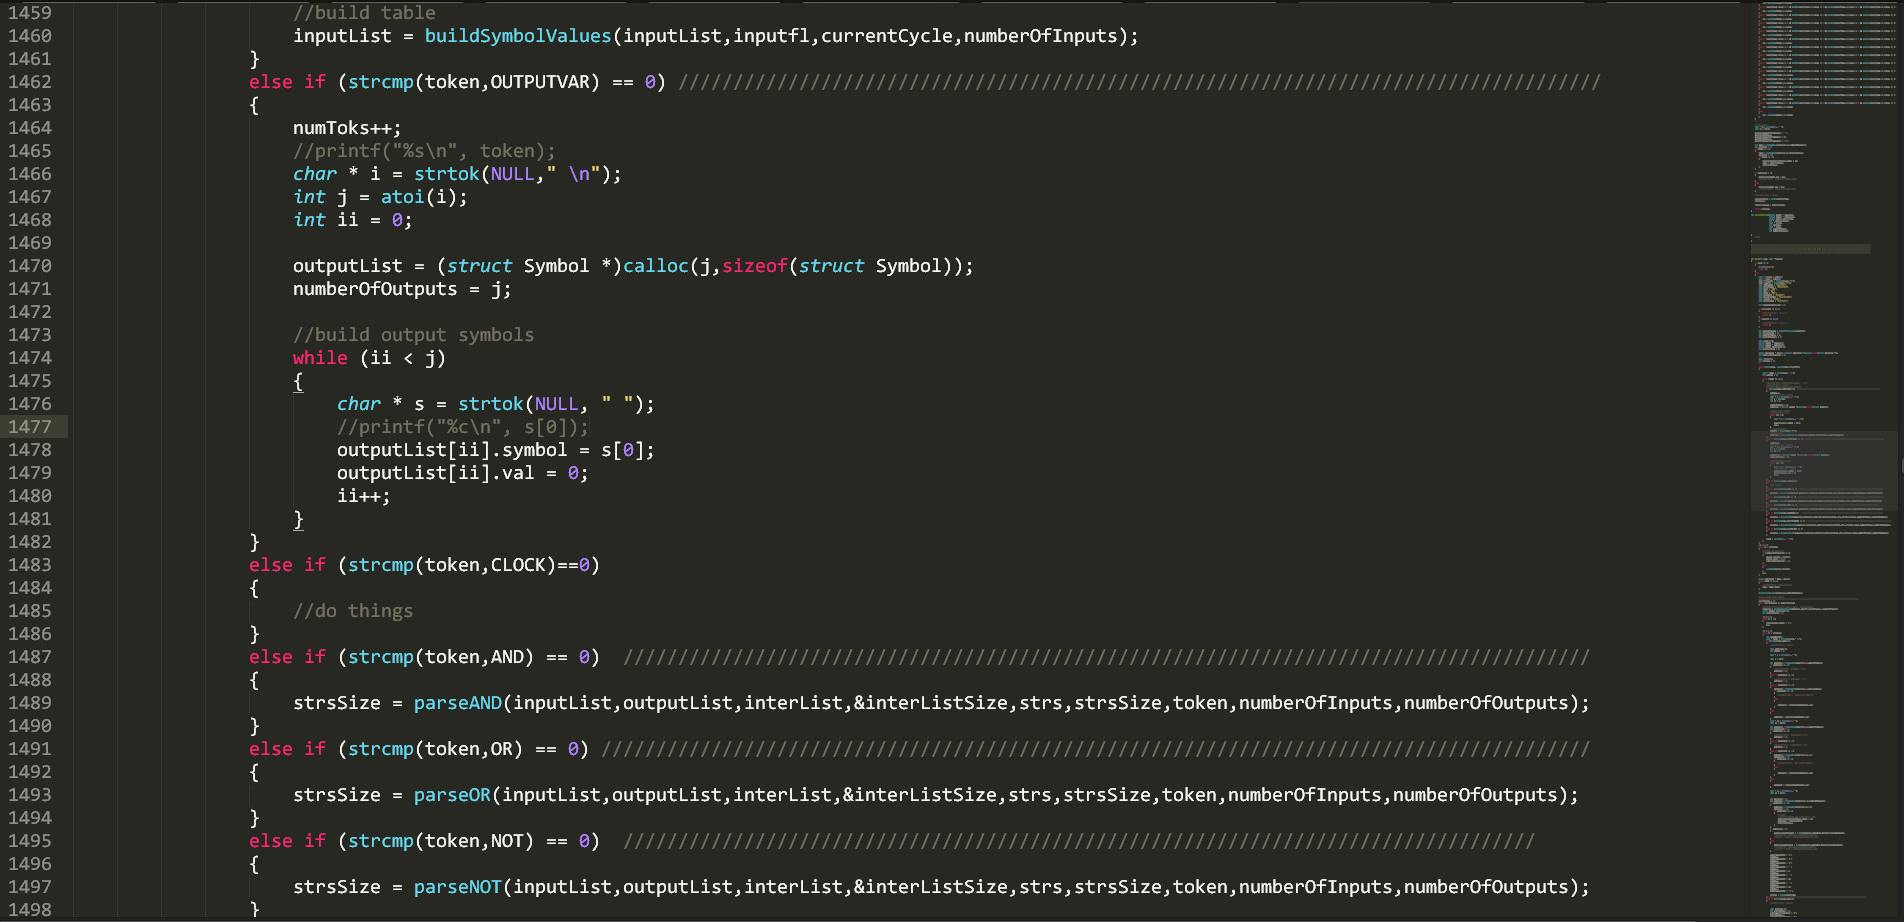 1459 //build table
1460 inputList = buildSymbolValues(inputList,inputfl,currentCycle,numberOfInputs);
1461 }
1462 else if (strcmp(token,OUTPUTVAR) == 0) ////////////////////////////////////////////////////////////////////////////////////
1463 {
1464 numToks++;
1465 //printf("%s\n", token);
1466 char * i = strtok(NULL," \n");
1467 int j = atoi(i);
1468 int ii = 0;
1469
1470 outputList = (struct Symbol *)calloc(j,sizeof(struct Symbol));
1471 numberOfOutputs = j;
1472
1473 //build output symbols
1474 while (ii < j)
1475 {
1476 char * s = strtok(NULL, " ");
1477 //printf("%c\n", s[0]);
1478 outputList[ii].symbol = s[0];
1479 outputList[ii].val = 0;
1480 ii++;
1481 }
1482 }
1483 else if (strcmp(token,CLOCK)==0)
1484 {
1485 //do things
1486 }
1487 else if (strcmp(token,AND) == 0) ////////////////////////////////////////////////////////////////////////////////////////
1488 {
1489 strsSize = parseAND(inputList,outputList,interList,&interListSize,strs,strsSize,token,numberOfInputs,numberOfOutputs);
1490 }
1491 else if (strcmp(token,OR) == 0) //////////////////////////////////////////////////////////////////////////////////////////
1492 {
1493 strsSize = parseOR(inputList,outputList,interList,&interListSize,strs,strsSize,token,numberOfInputs,numberOfOutputs);
1494 }
1495 else if (strcmp(token,NOT) == 0) ///////////////////////////////////////////////////////////////////////////////////
1496 {
1497 strsSize = parseNOT(inputList,outputList,interList,&interListSize,strs,strsSize,token,numberOfInputs,numberOfOutputs);
1498 }